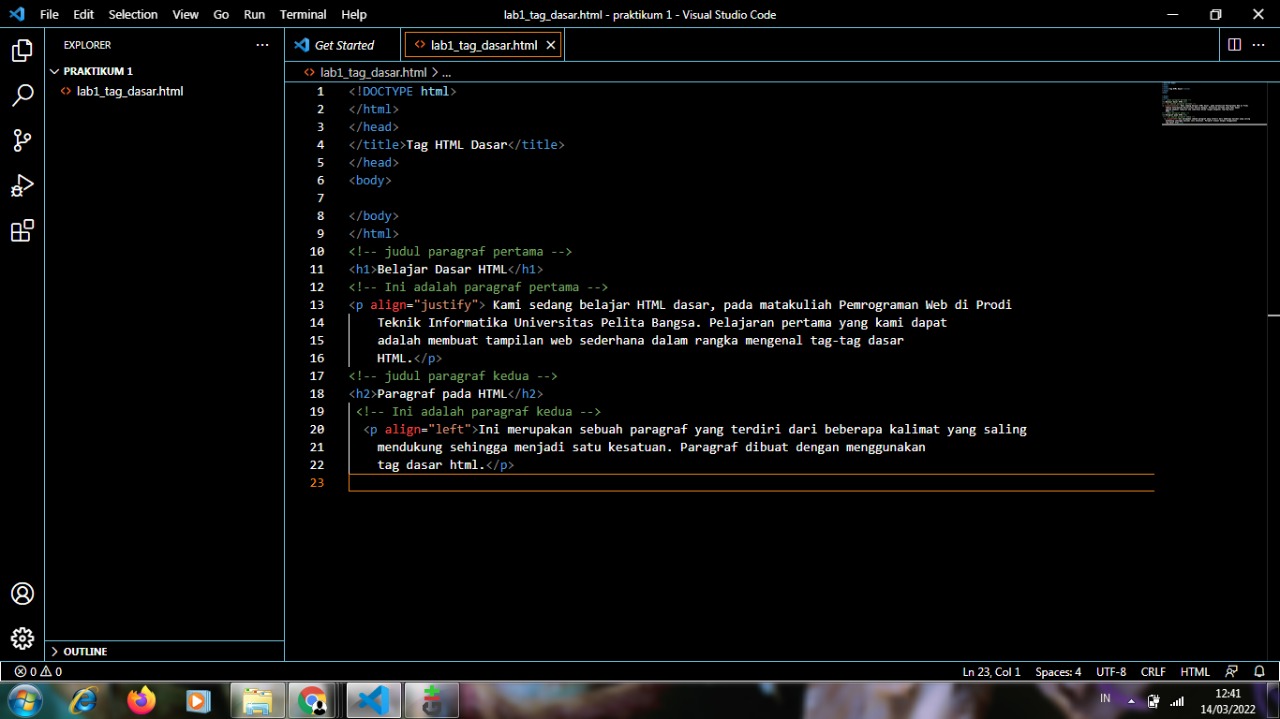 File Edit Selection View Go Run Terminal Help
lab1_tag_dasar.html - praktikum 1 - Visual Studio Code
EXPLORER
PRAKTIKUM 1
lab1_tag_dasar.html
OUTLINE
Get Started
lab1_tag_dasar.html
lab1_tag_dasar.html > ...
1 <!DOCTYPE html>
2 </html>
3 </head>
4 </title>Tag HTML Dasar</title>
5 </head>
6 <body>
7
8 </body>
9 </html>
10 <!-- judul paragraf pertama -->
11 <h1>Belajar Dasar HTML</h1>
12 <!-- Ini adalah paragraf pertama -->
13 <p align="justify"> Kami sedang belajar HTML dasar, pada matakuliah Pemrograman Web di Prodi
14 Teknik Informatika Universitas Pelita Bangsa. Pelajaran pertama yang kami dapat
15 adalah membuat tampilan web sederhana dalam rangka mengenal tag-tag dasar
16 HTML.</p>
17 <!-- judul paragraf kedua -->
18 <h2>Paragraf pada HTML</h2>
19 <!-- Ini adalah paragraf kedua -->
20 <p align="left">Ini merupakan sebuah paragraf yang terdiri dari beberapa kalimat yang saling
21 mendukung sehingga menjadi satu kesatuan. Paragraf dibuat dengan menggunakan
22 tag dasar html.</p>
23
0 0
Ln 23, Col 1 Spaces: 4 UTF-8 CRLF HTML
IN
12:41
14/03/2022